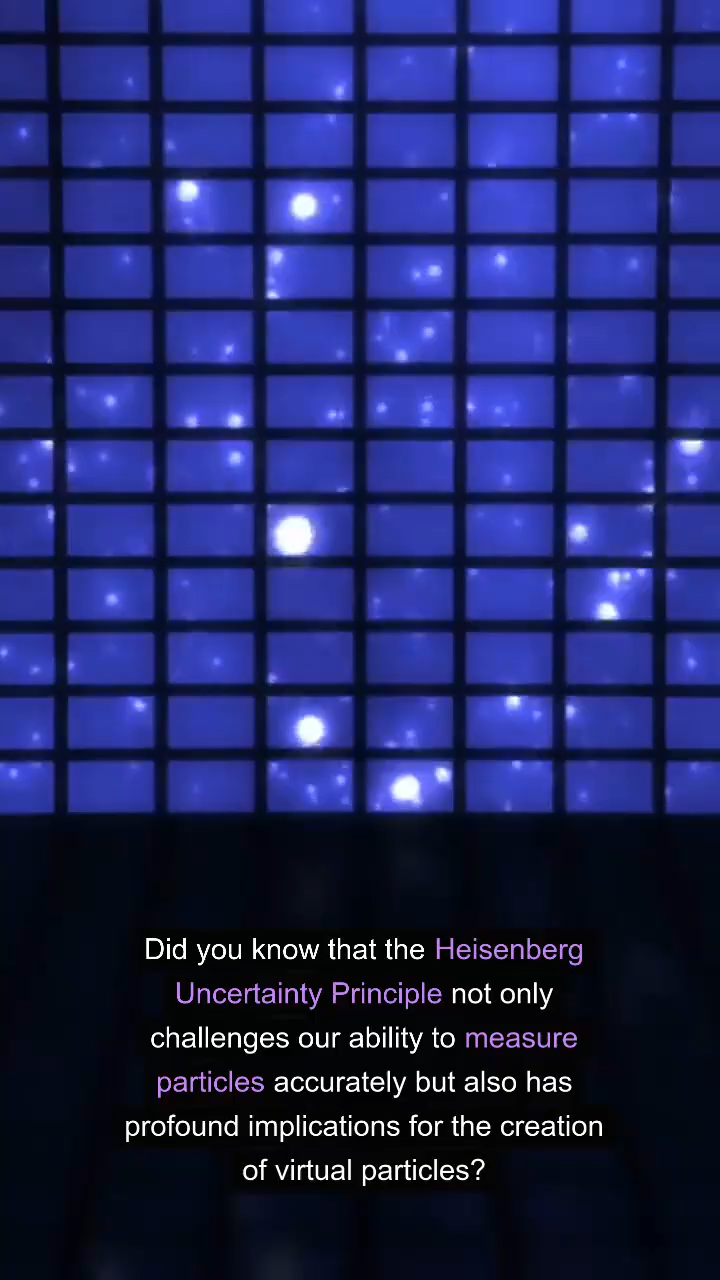 Did you know that the Heisenberg
Uncertainty Principle not only
challenges our ability to measure
particles accurately but also has
profound implications for the creation
of virtual particles?